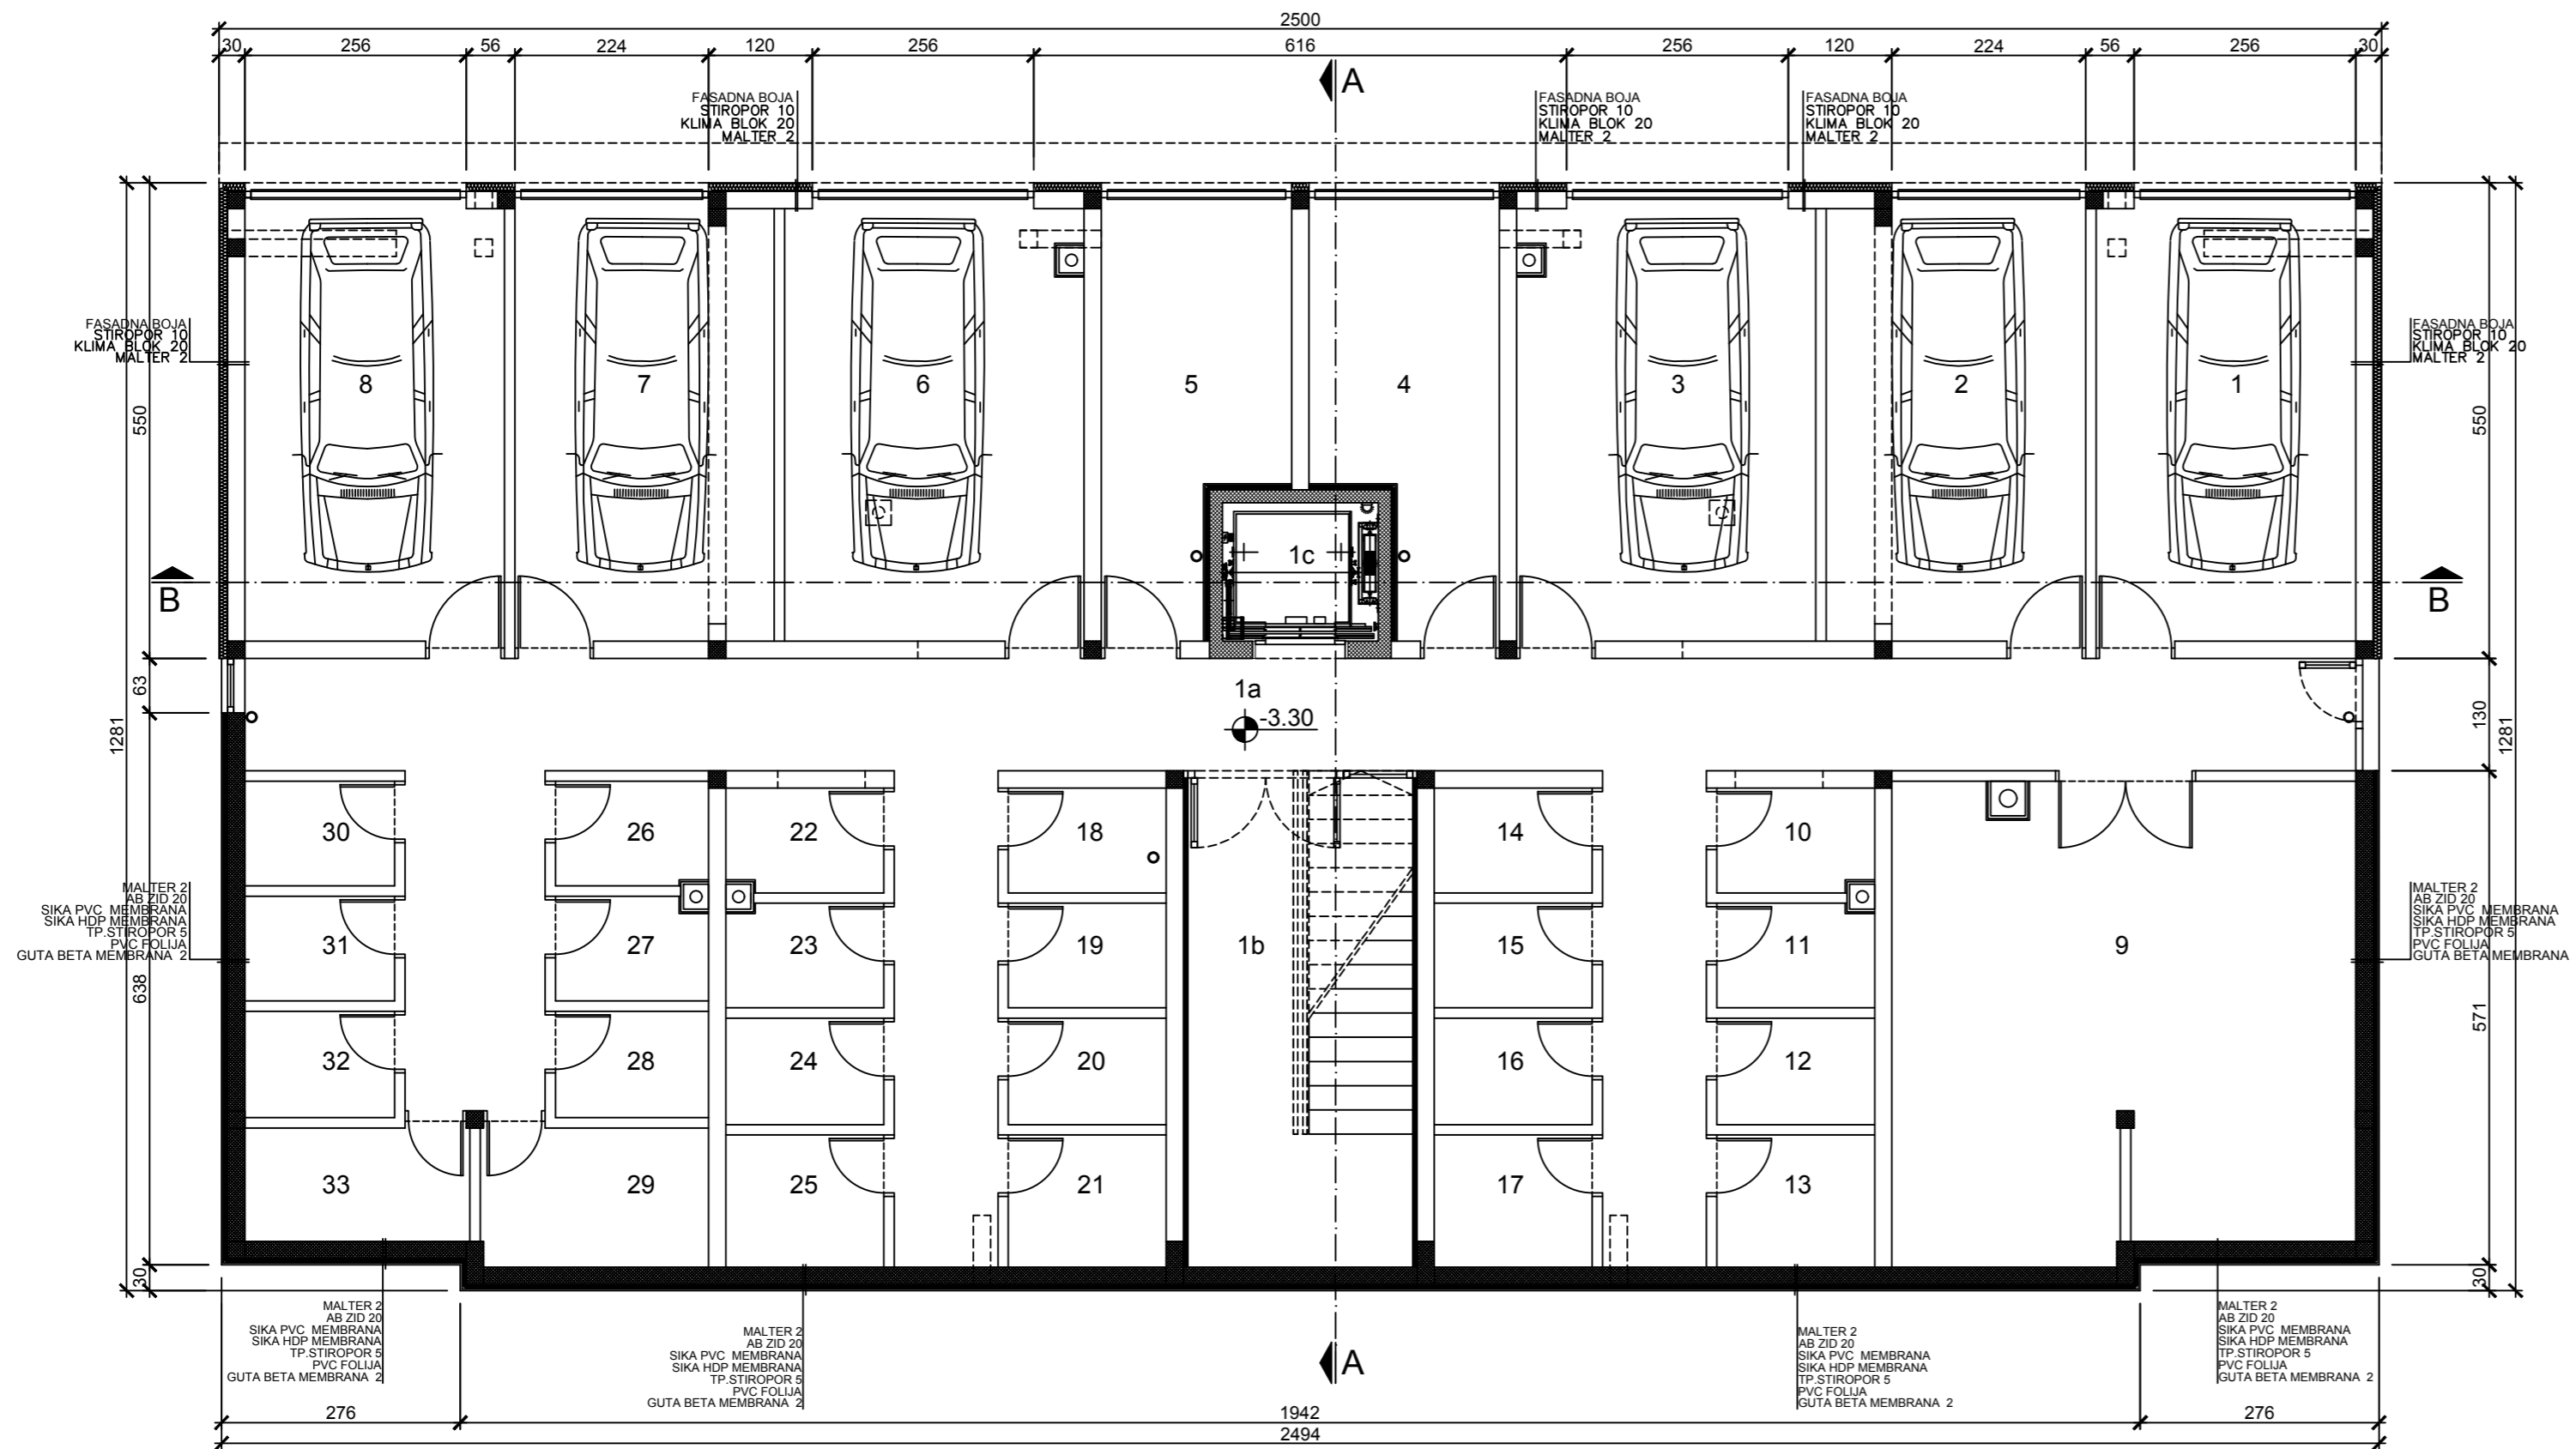 2500
30 256 56 224 120 256 616 256 120 224 56 256 30
A
FASADNA BOJA
STIROPOR 10
KLIMA BLOK 20
MALTER 2
FASADNA BOJA
STIROPOR 10
KLIMA BLOK 20
MALTER 2
FASADNA BOJA
STIROPOR 10
KLIMA BLOK 20
MALTER 2
FASADNA BOJA
STIROPOR 10
KLIMA BLOK 20
MALTER 2
FASADNA BOJA
STIROPOR 10
KLIMA BLOK 20
MALTER 2
8 7 6 5 4 3 2 1
550
550
1c
B
B
63
1a
-3.30
130
1281
1281
30 26 22 18 14 10
MALTER 2
AB ZID 20
SIKA PVC MEMBRANA
SIKA HDP MEMBRANA
TP.STIROPOR 5
PVC FOLIJA
GUTA BETA MEMBRANA 2
MALTER 2
AB ZID 20
SIKA PVC MEMBRANA
SIKA HDP MEMBRANA
TP.STIROPOR 5
PVC FOLIJA
GUTA BETA MEMBRANA
31 27 23 19 1b 15 11 9
638
571
32 28 24 20 16 12
33 29 25 21 17 13
30
30
MALTER 2
AB ZID 20
SIKA PVC MEMBRANA
SIKA HDP MEMBRANA
TP.STIROPOR 5
PVC FOLIJA
GUTA BETA MEMBRANA 2
MALTER 2
AB ZID 20
SIKA PVC MEMBRANA
SIKA HDP MEMBRANA
TP.STIROPOR 5
PVC FOLIJA
GUTA BETA MEMBRANA 2
A
MALTER 2
AB ZID 20
SIKA PVC MEMBRANA
SIKA HDP MEMBRANA
TP.STIROPOR 5
PVC FOLIJA
GUTA BETA MEMBRANA 2
MALTER 2
AB ZID 20
SIKA PVC MEMBRANA
SIKA HDP MEMBRANA
TP.STIROPOR 5
PVC FOLIJA
GUTA BETA MEMBRANA 2
276 1942 276
2494